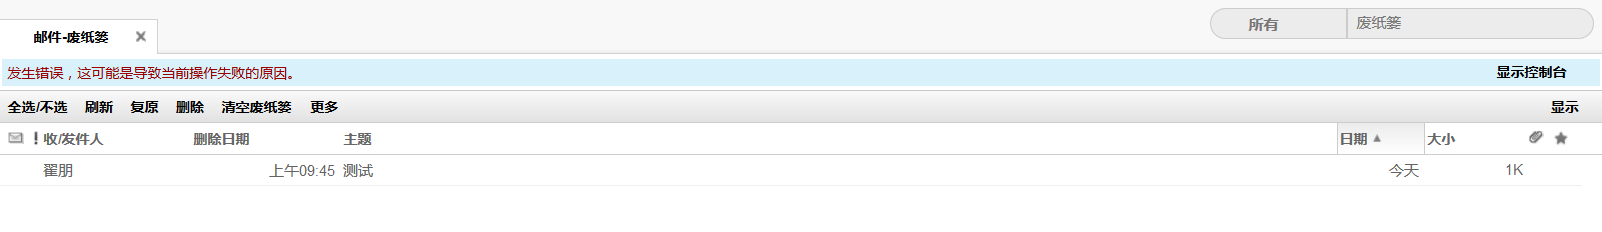 所有 废纸篓
邮件-废纸篓
发生错误，这可能是导致当前操作失败的原因。 显示控制台
全选/不选 刷新 复原 删除 清空废纸篓 更多 显示
收/发件人 删除日期 主题 日期 大小
翟朋 上午09:45 测试 今天 1K